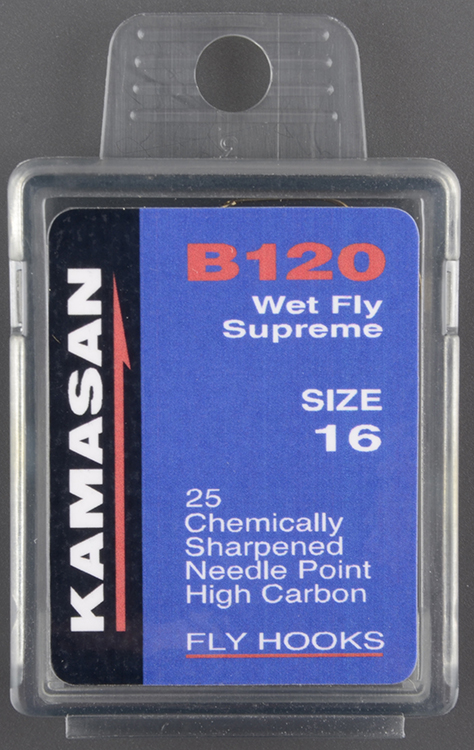 KAMASAN
B120
Wet Fly
Supreme
SIZE
16
25
Chemically
Sharpened
Needle Point
High Carbon
FLY HOOKS